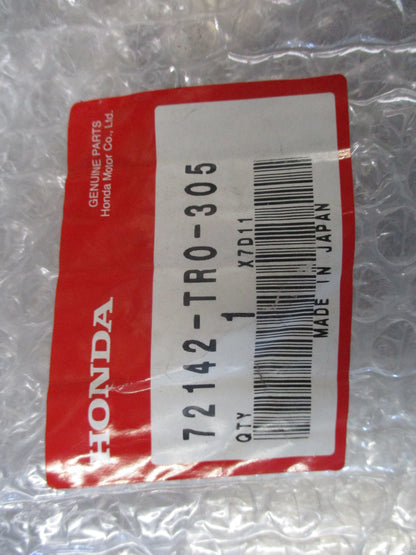 GENUINE PARTS
Honda Motor Co., Ltd.
HONDA
72142-TR0-305
QTY 1 X7D11
MADE IN JAPAN